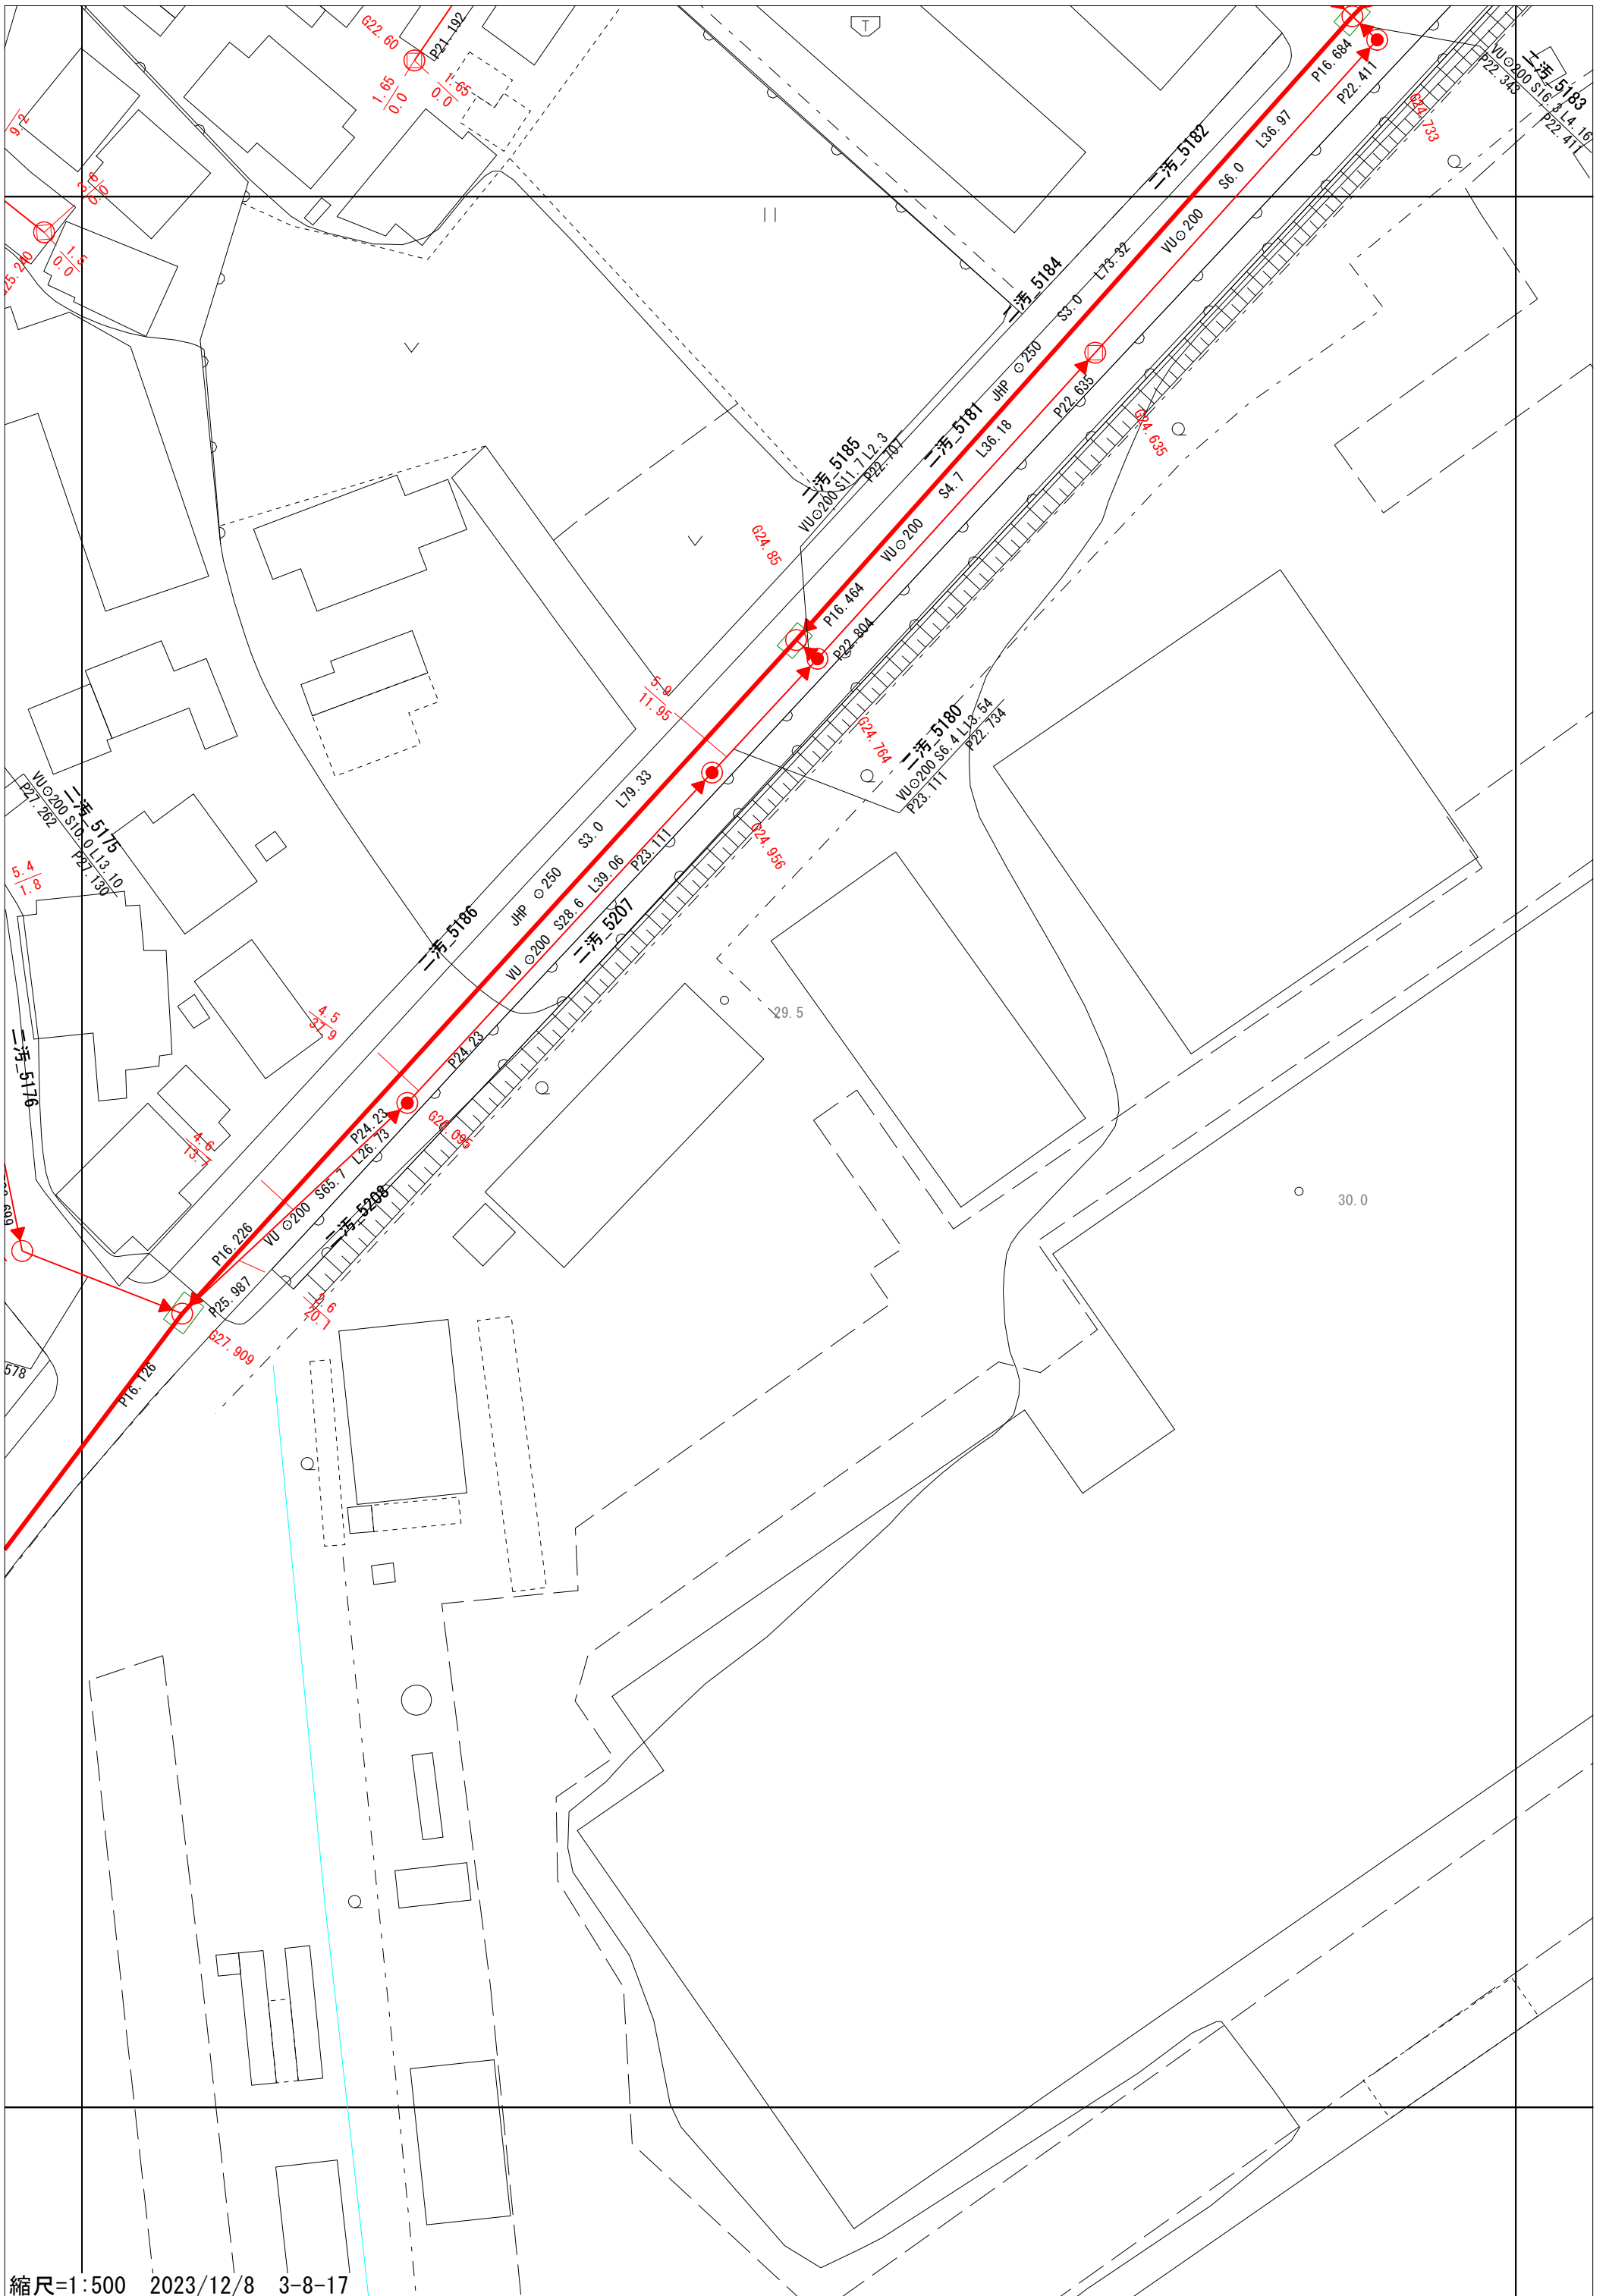 G22.60
P21.192
1.65
0.0
1.65
0.0
T
P16.684
P22.411
二汚_5183
VU⊙200 S16.3 L4.16
P22.343
P22.411
G24.733
9.2
3.6
0.0
1.5
0.0
二汚_5182
VU⊙200 S6.0 L36.97
二汚_5184
JHP ⊙250 S3.0 L73.32
P22.635
G24.635
二汚_5185
VU⊙200 S11.7 L2.3
P22.707
二汚_5181
VU⊙200 S4.7 L36.18
G24.85
P16.464
P22.804
5.9
11.95
G24.764
二汚_5180
VU⊙200 S6.4 L13.54
P23.111
P22.734
二汚_5175
VU⊙200 S10.0 L13.10
P27.262
P27.130
5.4
1.8
JHP ⊙250 S3.0 L79.33
P23.111
G24.956
VU ⊙200 S28.6 L39.06
二汚_5207
二汚_5186
29.5
4.5
37.9
P24.23
二汚_5176
P24.23
G26.095
4.6
13.7
VU ⊙200 S65.7 L26.73
二汚_5208
30.0
P16.226
P25.987
2.6
20.1
G27.909
578
P16.126
縮尺=1:500 2023/12/8 3-8-17